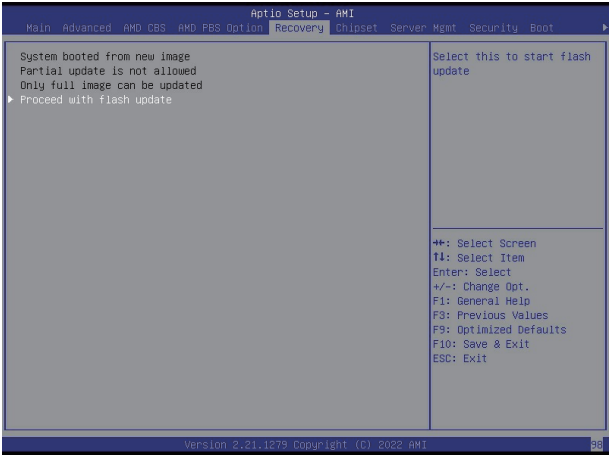 Aptio Setup – AMI
Main Advanced AMD CBS AMD PBS Option Recovery Chipset Server Mgmt Security Boot
System booted from new image
Partial update is not allowed
Only full image can be updated
Proceed with flash update
Select this to start flash
update
→←: Select Screen
↑↓: Select Item
Enter: Select
+/-: Change Opt.
F1: General Help
F3: Previous Values
F9: Optimized Defaults
F10: Save & Exit
ESC: Exit
Version 2.21.1279 Copyright (C) 2022 AMI
98